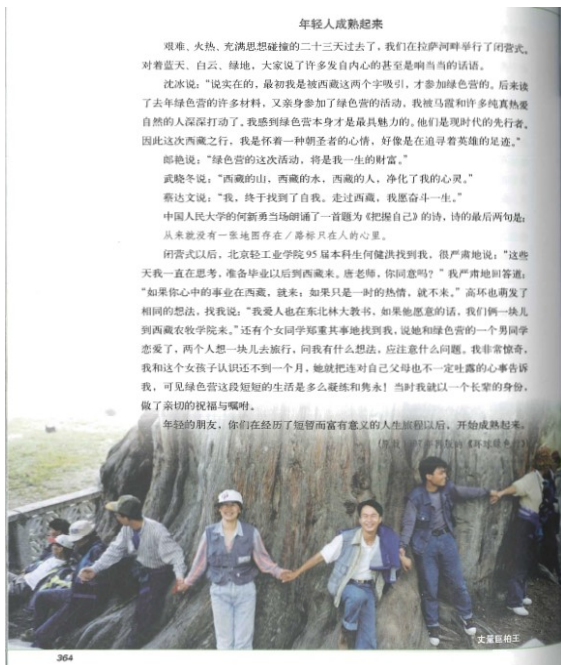 年轻人成熟起来
艰难、火热、充满思想碰撞的二十三天过去了，我们在拉萨河畔举行了闭营式。
对着蓝天、白云、绿地，大家说了许多发自内心的甚至是响当当的话语。
沈冰说：“说实在的，最初我是被西藏这两个字吸引，才参加绿色营的。后来读
了去年绿色营的许多材料，又亲身参加了绿色营的活动，我被马霞和许多纯真热爱
自然的人深深打动了。我感到绿色营本身才是最具魅力的。他们是现时代的先行者。
因此这次西藏之行，我是怀着一种朝圣者的心情，好像是在追寻着英雄的足迹。”
郎艳说：“绿色营的这次活动，将是我一生的财富。”
武晓冬说：“西藏的山，西藏的水，西藏的人，净化了我的心灵。”
蔡达文说：“我，终于找到了自我。走过西藏，我愿奋斗一生。”
中国人民大学的何新勇当场朗诵了一首题为《把握自己》的诗，诗的最后两句是：
从来就没有一张地图存在／路标只在人的心里。
闭营式以后，北京轻工业学院95届本科生何健洪找到我，很严肃地说：“这些
天我一直在思考，准备毕业以后到西藏来。唐老师，你同意吗？”我严肃地回答道：
“如果你心中的事业在西藏，就来；如果只是一时的热情，就不来。”高环也萌发了
相同的想法，找我说：“我爱人也在东北林大教书，如果他愿意的话，我们俩一块儿
到西藏农牧学院来。”还有个女同学郑重其事地找到我，说她和绿色营的一个男同学
恋爱了，两个人想一块儿去旅行，问我有什么想法，应注意什么问题。我非常惊奇，
我和这个女孩子认识还不到一个月，她就把连对自己父母也不一定吐露的心事告诉
我，可见绿色营这段短短的生活是多么凝练和隽永！当时我就以一个长辈的身份，
做了亲切的祝福与嘱咐。
年轻的朋友，你们在经历了短暂而富有意义的人生旅程以后，开始成熟起来。
丈量巨柏王
364